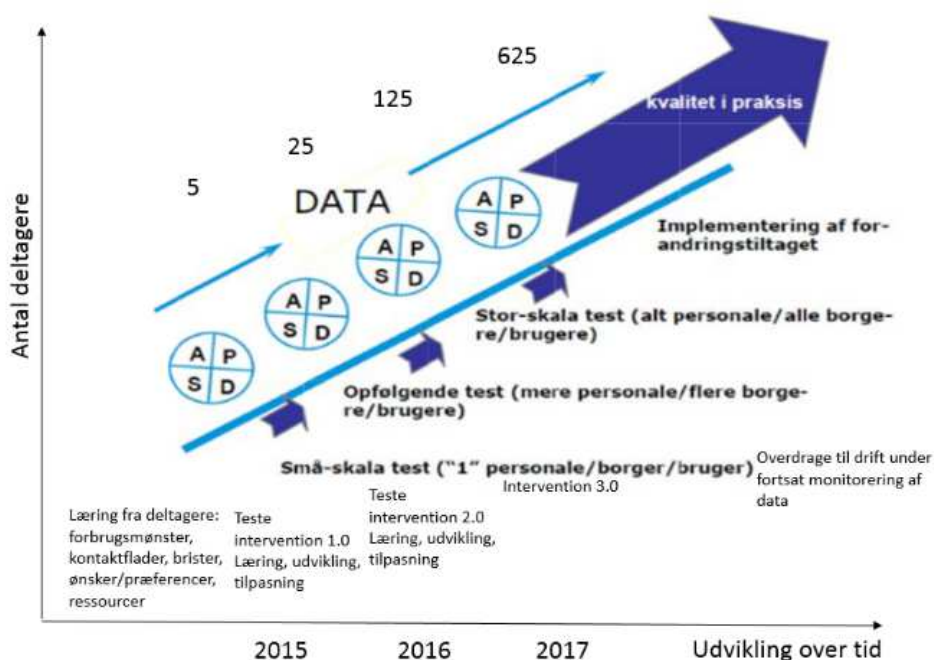 625
125
25
5
kvalitet i praksis
DATA
Antal deltagere
A P
S D
A P
S D
A P
S D
A P
S D
Implementering af for-
andringstiltaget
Stor-skala test (alt personale/alle borge-
re/brugere)
Opfølgende test (mere personale/flere borge-
re/brugere)
Små-skala test ("1" personale/borger/bruger)
Overdrage til drift under
fortsat monitorering af
data
Intervention 3.0
Teste
intervention 2.0
Læring, udvikling,
tilpasning
Teste
intervention 1.0
Læring, udvikling,
tilpasning
Læring fra deltagere:
forbrugsmønster,
kontaktflader, brister,
ønsker/præferencer,
ressourcer
2015
2016
2017
Udvikling over tid